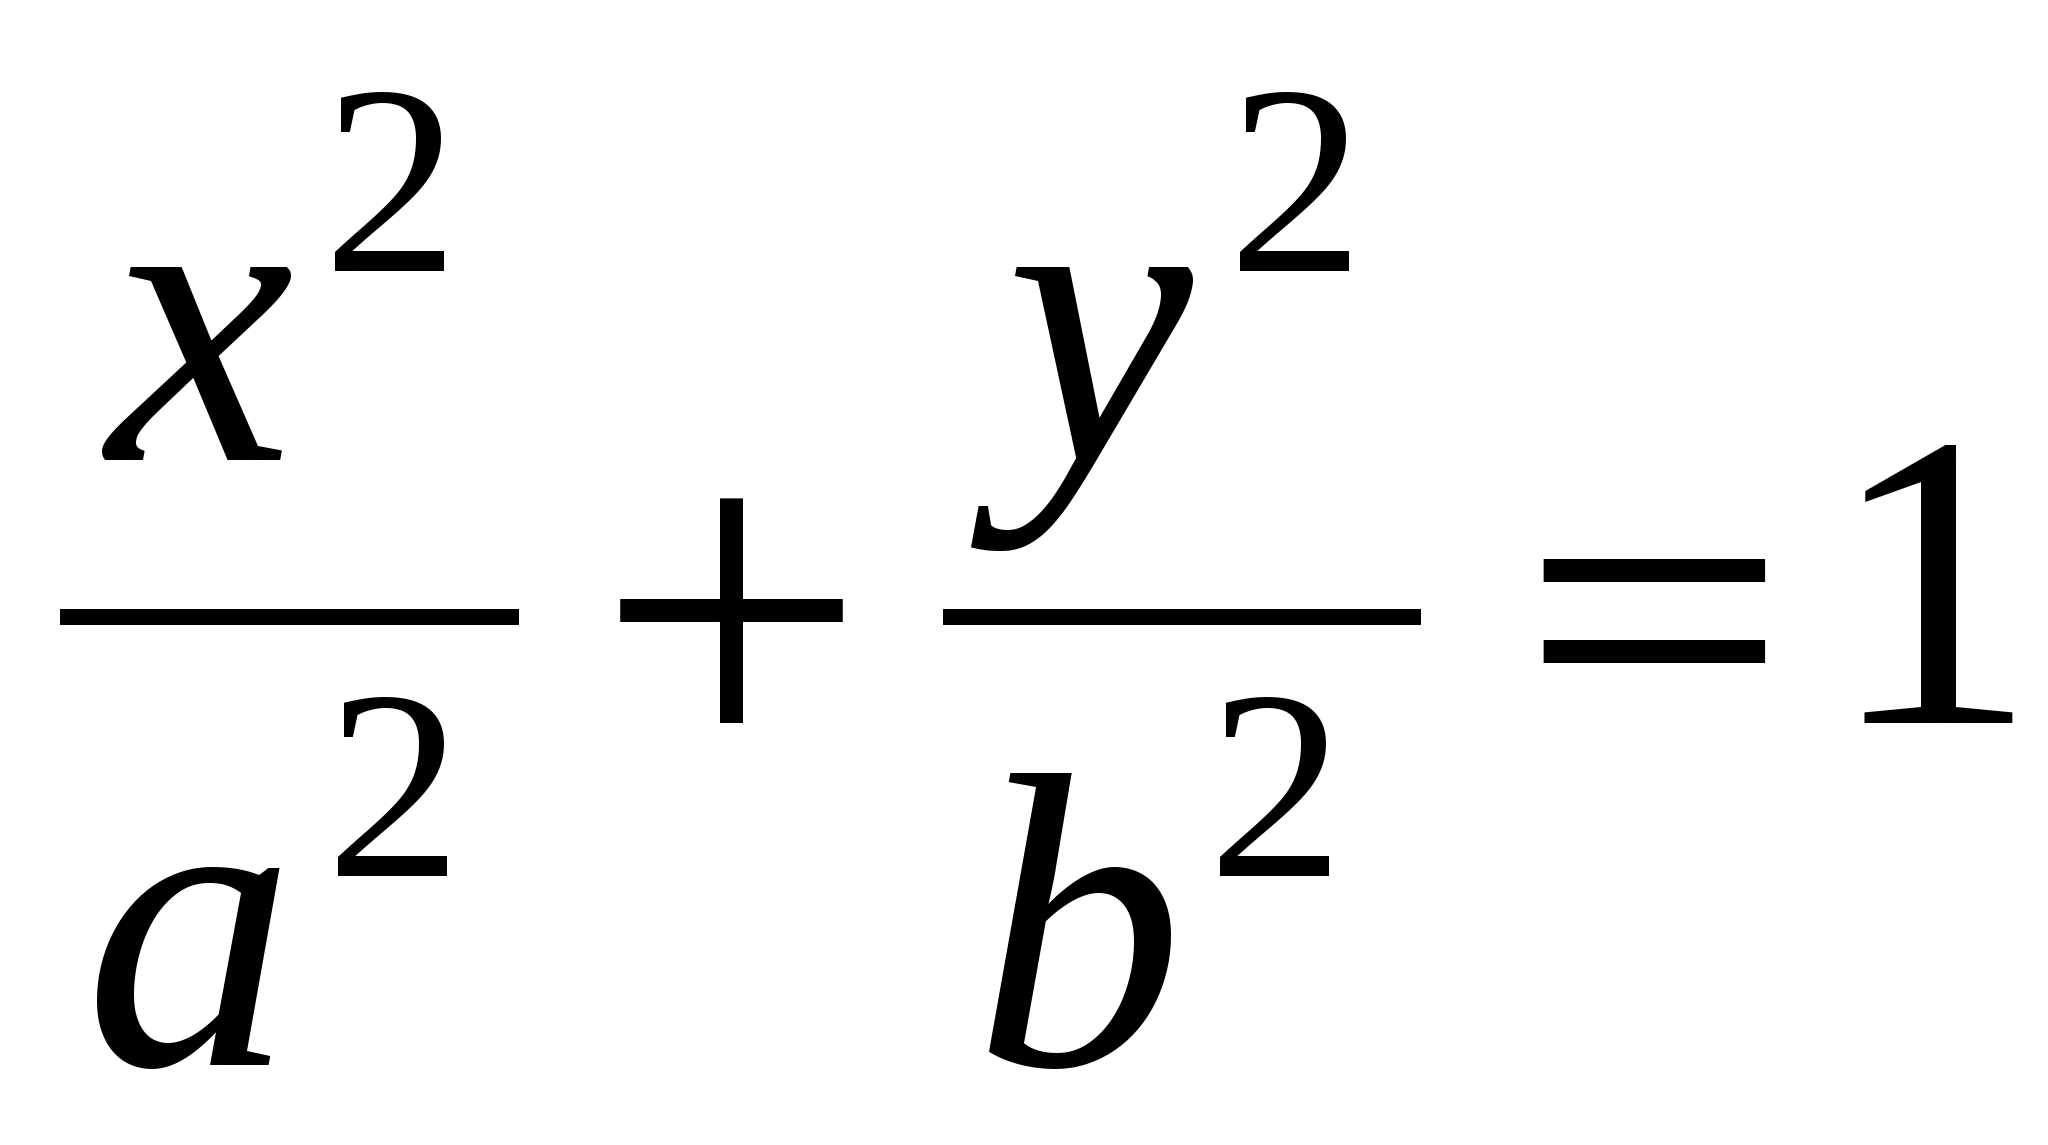 x²/a² + y²/b² = 1